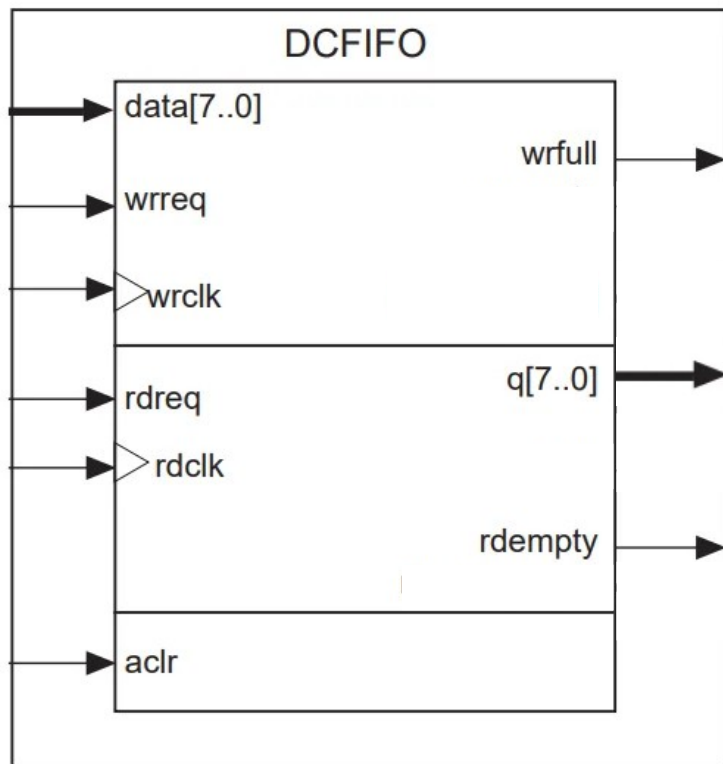 DCFIFO
data[7..0]
wrfull
wrreq
wrclk
q[7..0]
rdreq
rdclk
rdempty
aclr